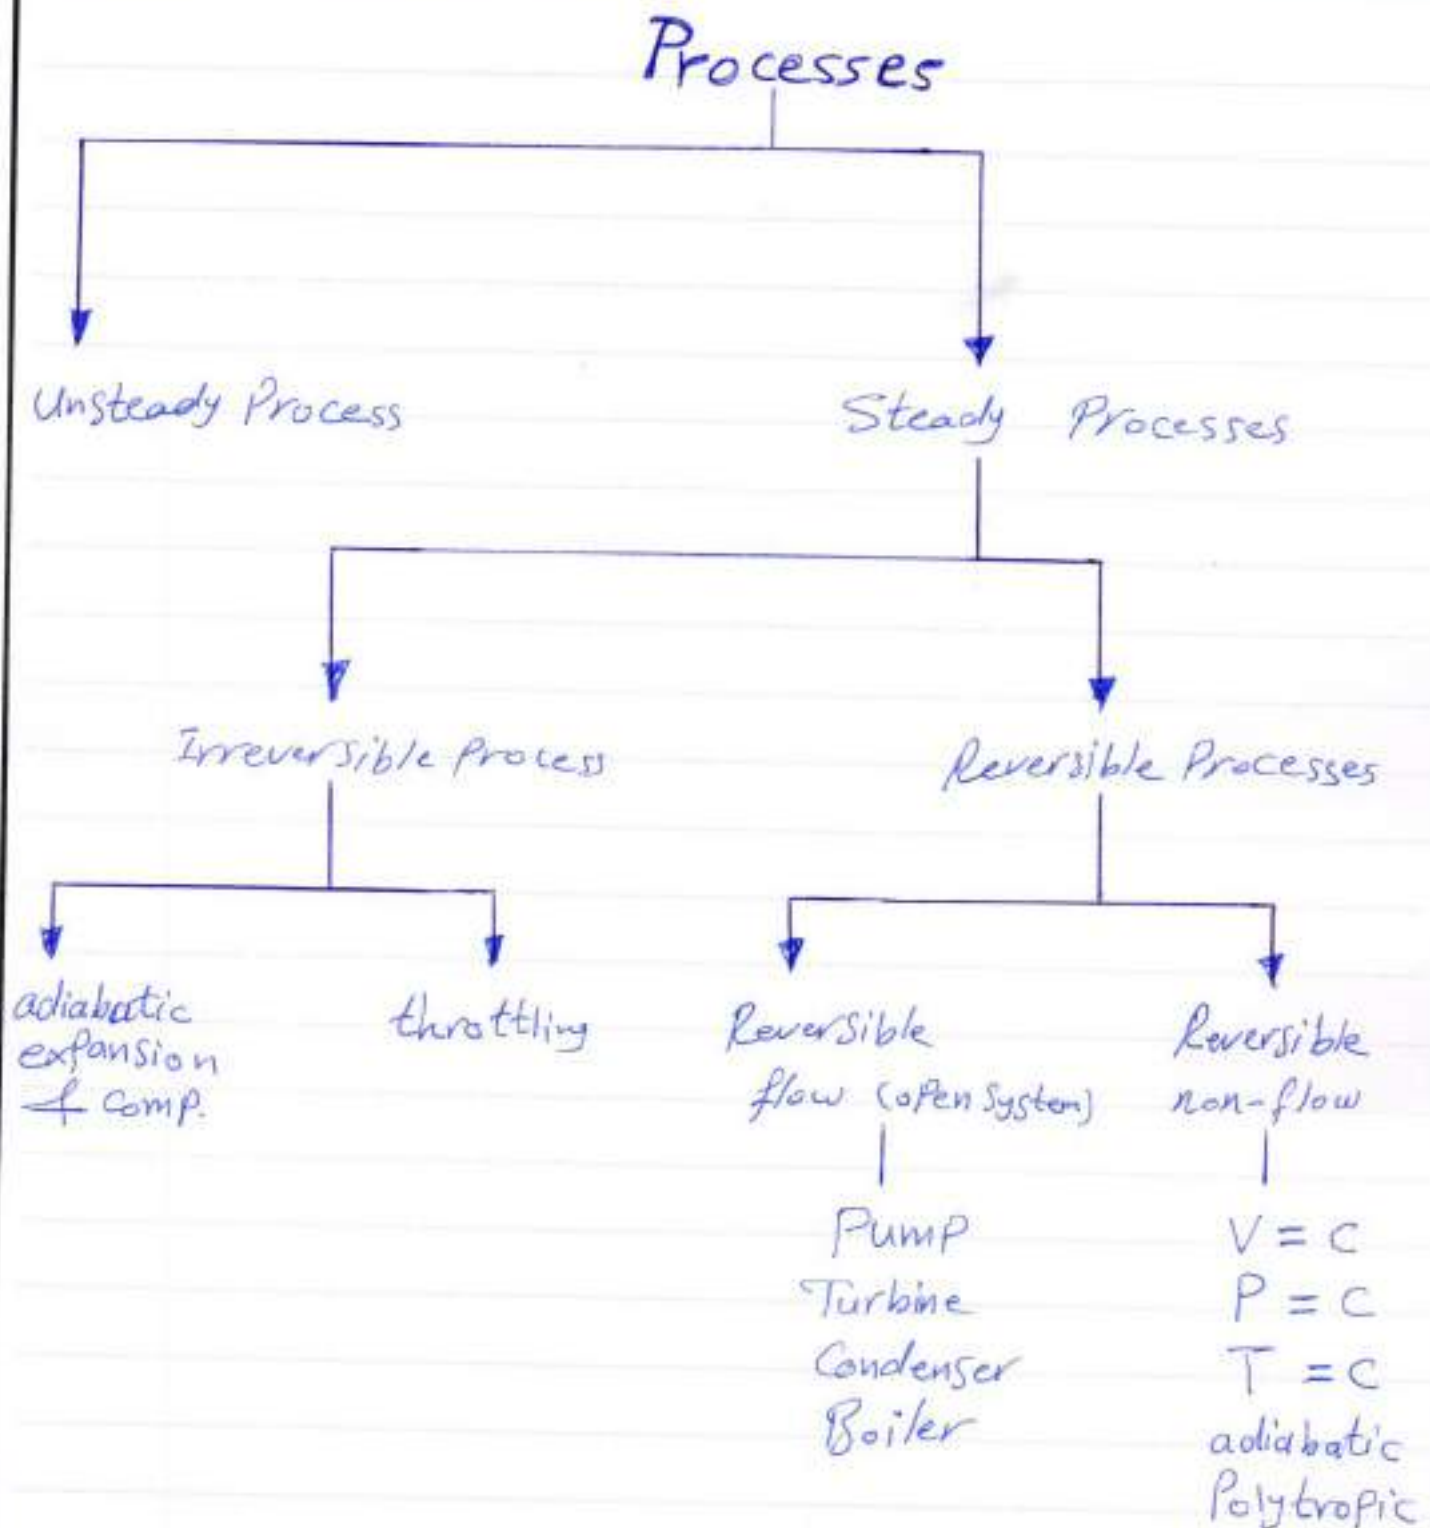 Processes
Unsteady Process
Steady Processes
Irreversible Process
Reversible Processes
adiabatic
expansion
& comp.
throttling
Reversible
flow (open system)
Pump
Turbine
Condenser
Boiler
Reversible
non-flow
V = C
P = C
T = C
adiabatic
Polytropic